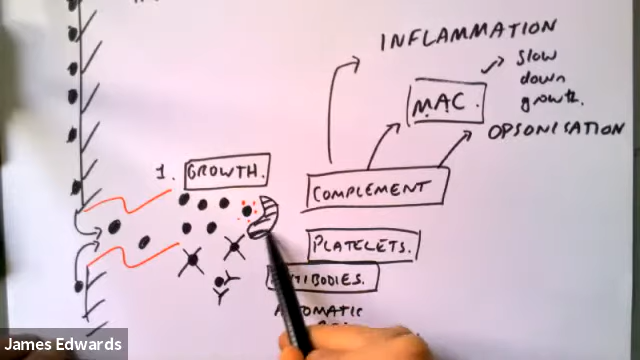 INFLAMMATION
MAC.
Slow
down
growth.
OPSONISATION
1. GROWTH.
COMPLEMENT
PLATELETS.
James Edwards